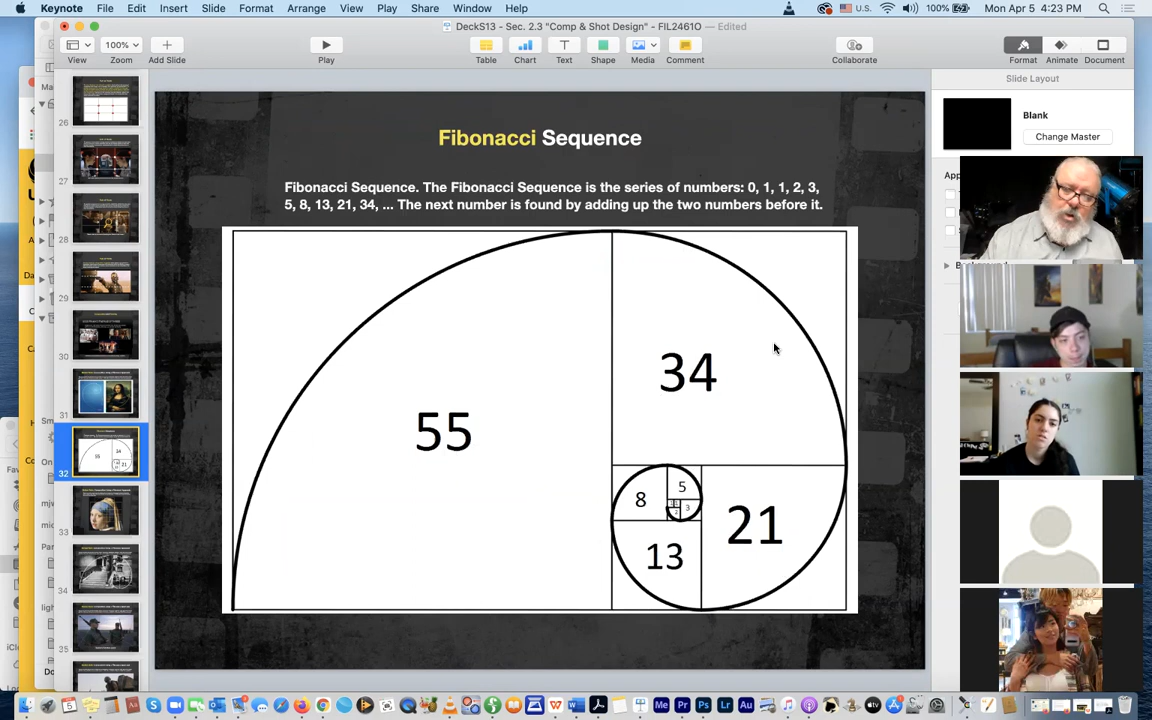 Keynote File Edit Insert Slide Format Arrange View Play Share Window Help U.S. 100% Mon Apr 5 4:23 PM
DeckS13 - Sec. 2.3 "Comp & Shot Design" - FIL2461O — Edited
100%
View Zoom Add Slide Play Table Chart Text Shape Media Comment Collaborate Format Animate Document
Slide Layout
Blank
Change Master
Fibonacci Sequence
Fibonacci Sequence. The Fibonacci Sequence is the series of numbers: 0, 1, 1, 2, 3,
5, 8, 13, 21, 34, ... The next number is found by adding up the two numbers before it.
55
34
8
5
3
13
21
26
27
28
29
30
31
32
33
34
35